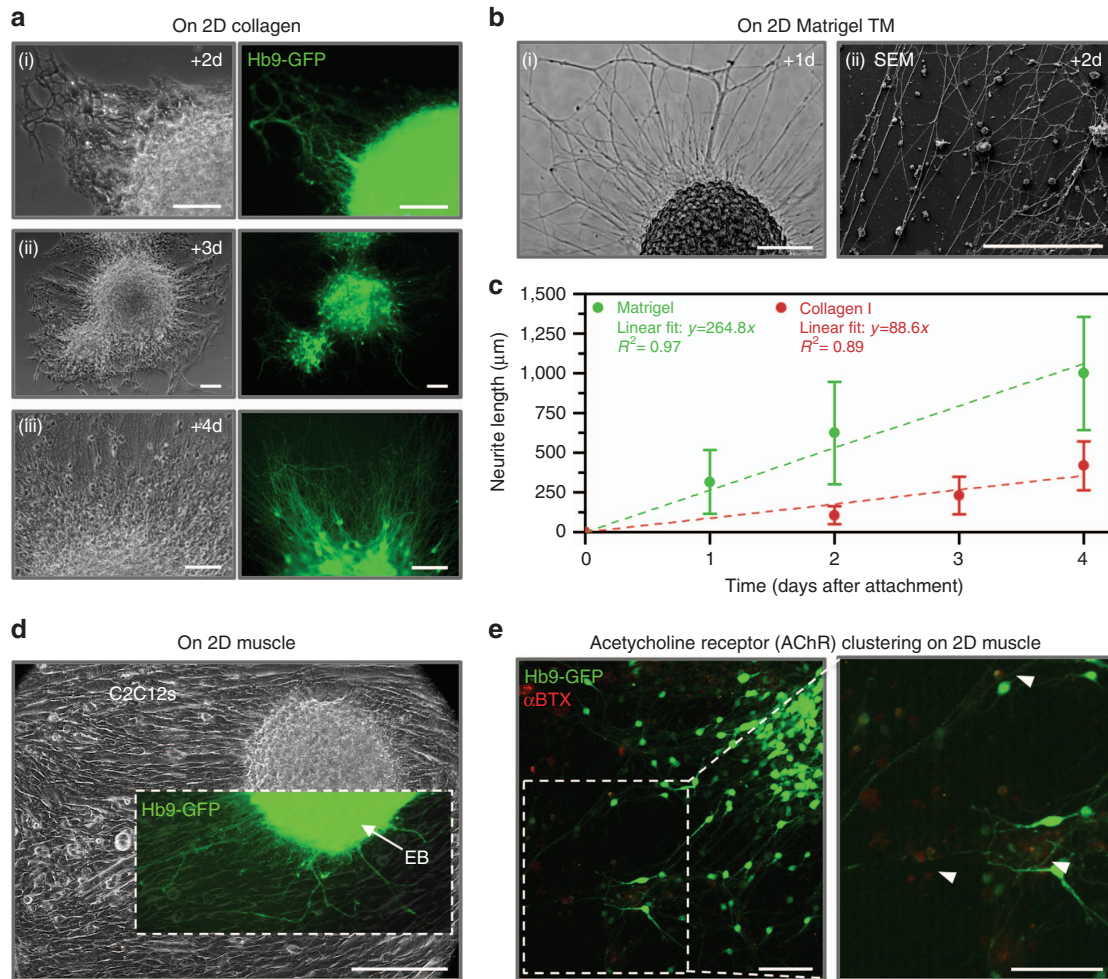 a
On 2D collagen
(i)
+2d
Hb9-GFP
(ii)
+3d
(iii)
+4d
b
On 2D Matrigel TM
(i)
+1d
(ii) SEM
+2d
c
1,500
1,250
1,000
750
500
250
0
Neurite length (μm)
Matrigel
Linear fit: y=264.8x
R²= 0.97
Collagen I
Linear fit: y=88.6x
R²= 0.89
0 1 2 3 4
Time (days after attachment)
d
On 2D muscle
C2C12s
Hb9-GFP
EB
e
Acetycholine receptor (AChR) clustering on 2D muscle
Hb9-GFP
αBTX